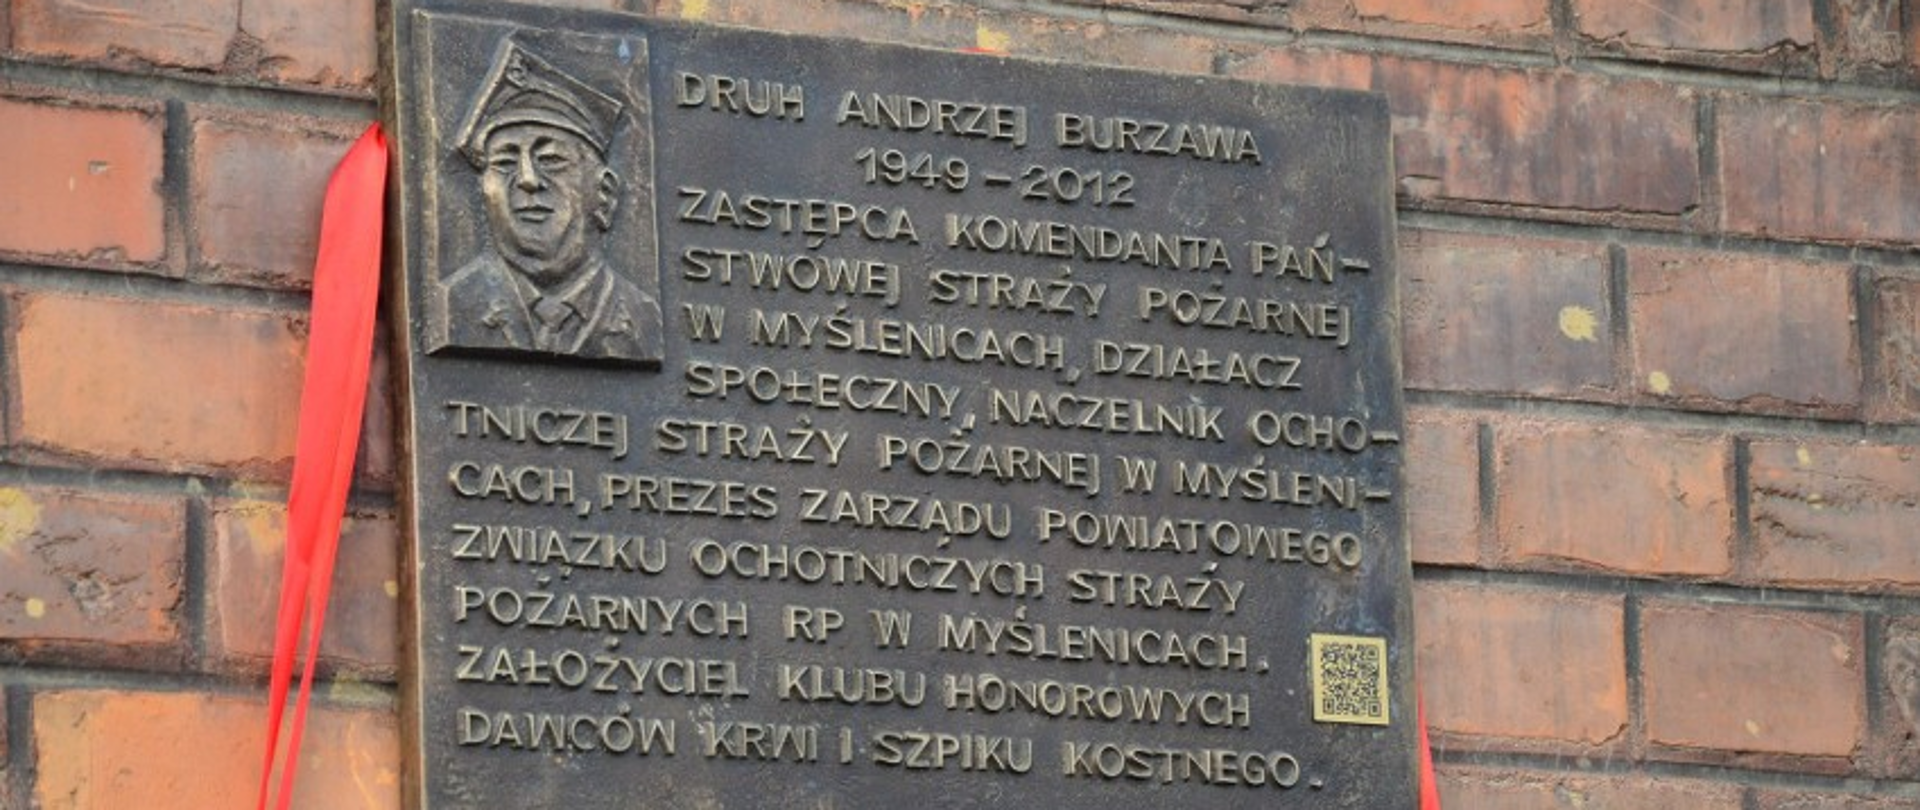 DRUH ANDRZEJ BURZAWA
1949 – 2012
ZASTĘPCA KOMENDANTA PAŃ-
STWOWEJ STRAŻY POŻARNEJ
W MYŚLENICACH, DZIAŁACZ
SPOŁECZNY, NACZELNIK OCHO-
TNICZEJ STRAŻY POŻARNEJ W MYŚLENI-
CACH, PREZES ZARZĄDU POWIATOWEGO
ZWIĄZKU OCHOTNICZYCH STRAŻY
POŻARNYCH RP W MYŚLENICACH.
ZAŁOŻYCIEL KLUBU HONOROWYCH
DAWCÓW KRWI I SZPIKU KOSTNEGO.